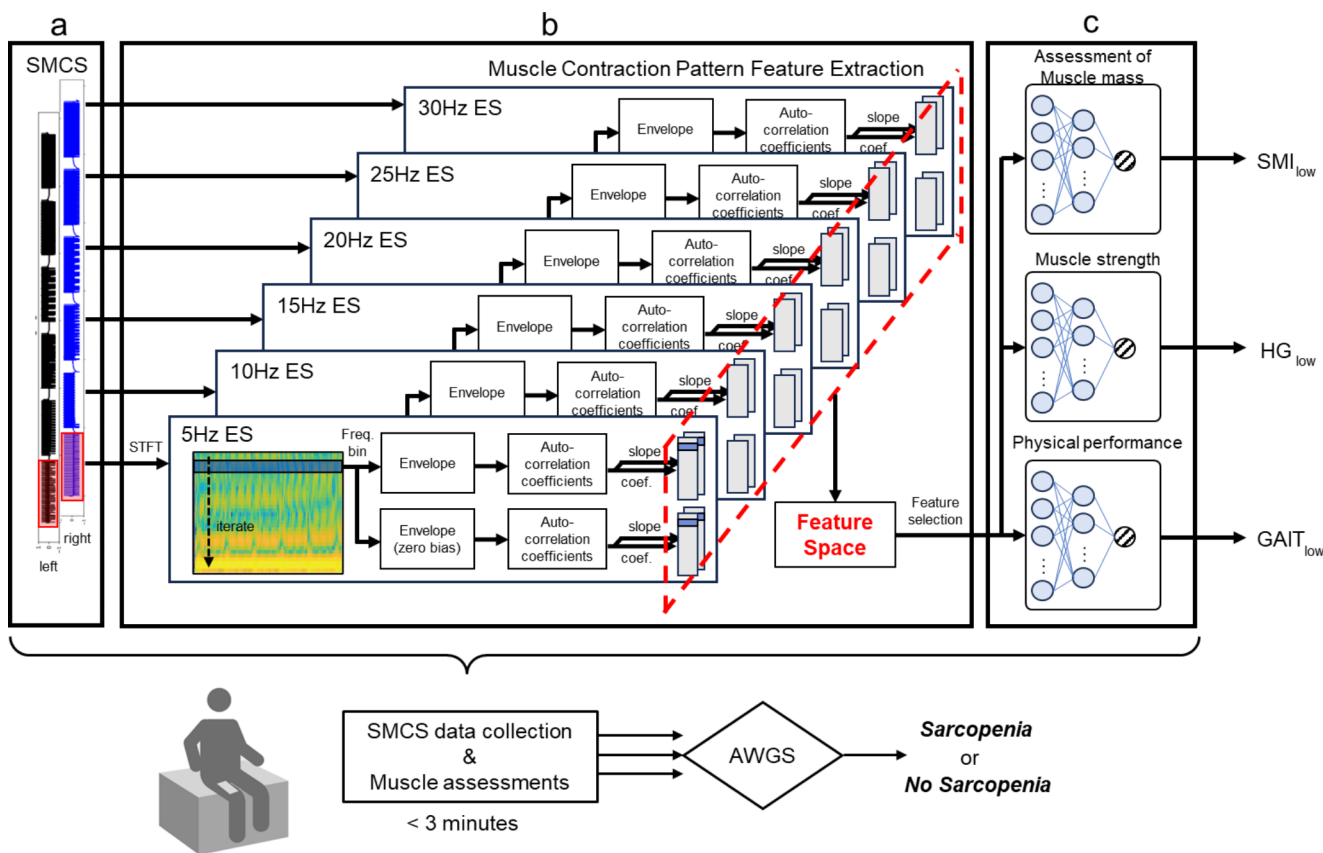 a
b
c
SMCS
left
right
STFT
Muscle Contraction Pattern Feature Extraction
30Hz ES
Envelope
Auto-
correlation
coefficients
slope
coef.
25Hz ES
Envelope
Auto-
correlation
coefficients
slope
coef.
20Hz ES
Envelope
Auto-
correlation
coefficients
slope
coef.
15Hz ES
Envelope
Auto-
correlation
coefficients
slope
coef.
10Hz ES
Envelope
Auto-
correlation
coefficients
slope
coef.
5Hz ES
iterate
Freq.
bin
Envelope
Auto-
correlation
coefficients
slope
coef.
Envelope
(zero bias)
Auto-
correlation
coefficients
slope
coef.
Feature
Space
Feature
selection
Assessment of
Muscle mass
SMIlow
Muscle strength
HGlow
Physical performance
GAITlow
SMCS data collection
&
Muscle assessments
< 3 minutes
AWGS
Sarcopenia
or
No Sarcopenia